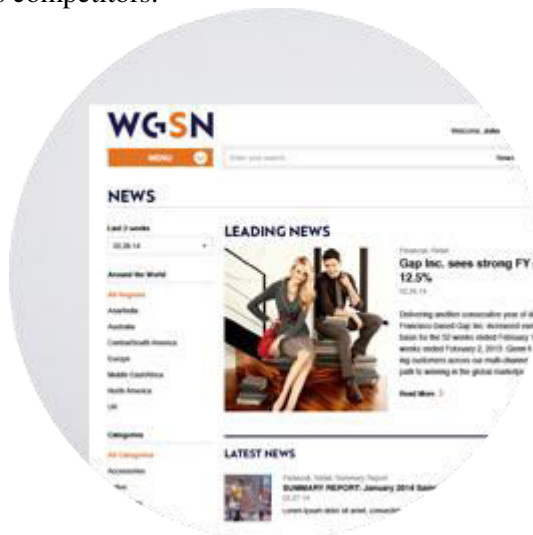 s competitors.
WGSN
Welcome, John
MENU
Enter your search
News
NEWS
Last 2 weeks
02.28.14
Around the World
All Regions
Asia/India
Australia
Central/South America
Europe
Middle East/Africa
North America
UK
Categories
All Categories
Accessories
LEADING NEWS
Financial, Retail
Gap Inc. sees strong FY
12.5%
02.28.14
Delivering another consecutive year of
Francisco based Gap Inc. increased
basis for the 52 weeks ended February 1
weeks ended February 2, 2013. Glenn
ing customers across our multi-channel
path to winning in the global
Read More >
LATEST NEWS
Financial, Retail, Summary Report
SUMMARY REPORT: January 2014
02.27.14
Lorem ipsum dolor sit amet,